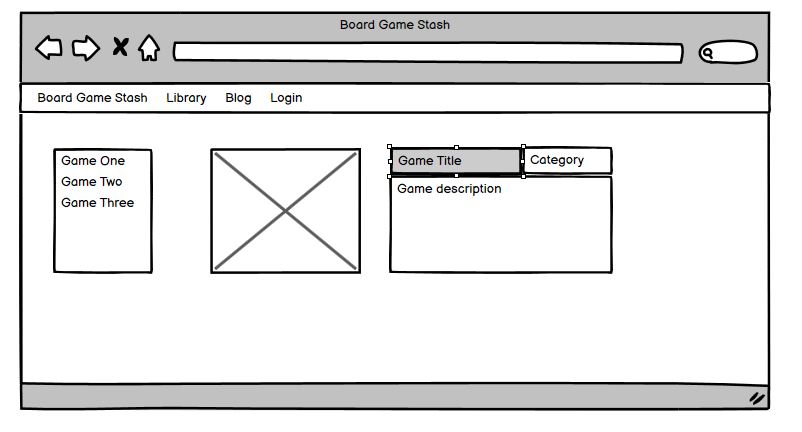 Board Game Stash
Board Game Stash Library Blog Login
Game One
Game Two
Game Three
Game Title Category
Game description